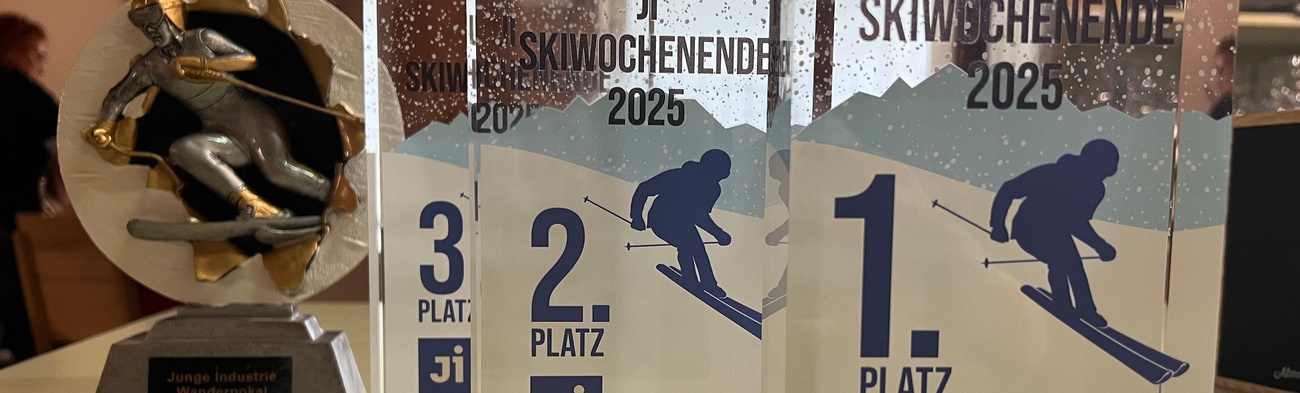 Junge Industrie
Wanderpokal
SKIWOCHENENDE
2025
3
PLATZ
Ji
JI
SKIWOCHENENDE
2025
2.
PLATZ
SKIWOCHENENDE
2025
1.
PLATZ